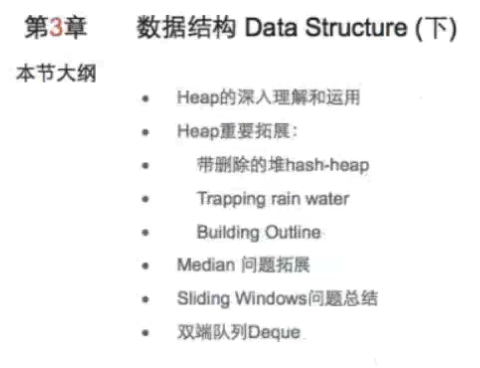 第3章 数据结构 Data Structure (下)
本节大纲
• Heap的深入理解和运用
• Heap重要拓展：
• 带删除的堆hash-heap
• Trapping rain water
• Building Outline
• Median 问题拓展
• Sliding Windows问题总结
• 双端队列Deque